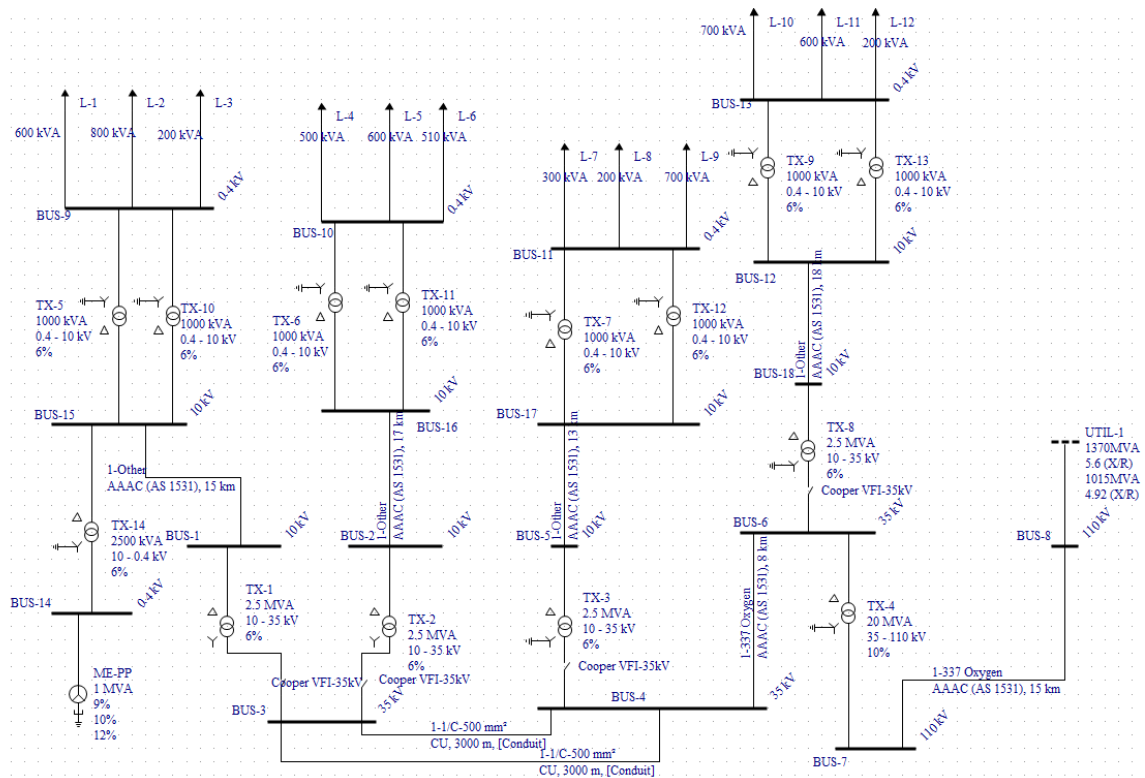 L-10
L-11
L-12
700 kVA
600 kVA
200 kVA
0.4 kV
BUS-13
L-1
L-2
L-3
600 kVA
800 kVA
200 kVA
0.4 kV
BUS-9
L-4
L-5
L-6
500 kVA
600 kVA
510 kVA
0.4 kV
BUS-10
L-7
L-8
L-9
300 kVA
200 kVA
700 kVA
0.4 kV
BUS-11
TX-9
1000 kVA
0.4 - 10 kV
6%
TX-13
1000 kVA
0.4 - 10 kV
6%
10 kV
BUS-12
TX-5
1000 kVA
0.4 - 10 kV
6%
TX-10
1000 kVA
0.4 - 10 kV
6%
TX-6
1000 kVA
0.4 - 10 kV
6%
TX-11
1000 kVA
0.4 - 10 kV
6%
TX-7
1000 kVA
0.4 - 10 kV
6%
TX-12
1000 kVA
0.4 - 10 kV
6%
1-Other
AAAC (AS 1531), 18 km
BUS-18
10 kV
10 kV
BUS-15
10 kV
BUS-16
10 kV
BUS-17
TX-8
2.5 MVA
10 - 35 kV
6%
Cooper VFI-35kV
UTIL-1
1370MVA
5.6 (X/R)
1015MVA
4.92 (X/R)
1-Other
AAAC (AS 1531), 15 km
1-Other
AAAC (AS 1531), 17 km
1-Other
AAAC (AS 1531), 13 km
TX-14
2500 kVA
10 - 0.4 kV
6%
BUS-1
10 kV
BUS-2
10 kV
BUS-5
10 kV
BUS-6
35 kV
BUS-8
110 kV
0.4 kV
BUS-14
TX-1
2.5 MVA
10 - 35 kV
6%
TX-2
2.5 MVA
10 - 35 kV
6%
TX-3
2.5 MVA
10 - 35 kV
6%
1-337 Oxygen
AAAC (AS 1531), 8 km
TX-4
20 MVA
35 - 110 kV
10%
ME-PP
1 MVA
9%
10%
12%
Cooper VFI-35kV
Cooper VFI-35kV
Cooper VFI-35kV
1-337 Oxygen
AAAC (AS 1531), 15 km
BUS-3
35 kV
BUS-4
35 kV
1-1/C-500 mm²
CU, 3000 m, [Conduit]
1-1/C-500 mm²
CU, 3000 m, [Conduit]
BUS-7
110 kV